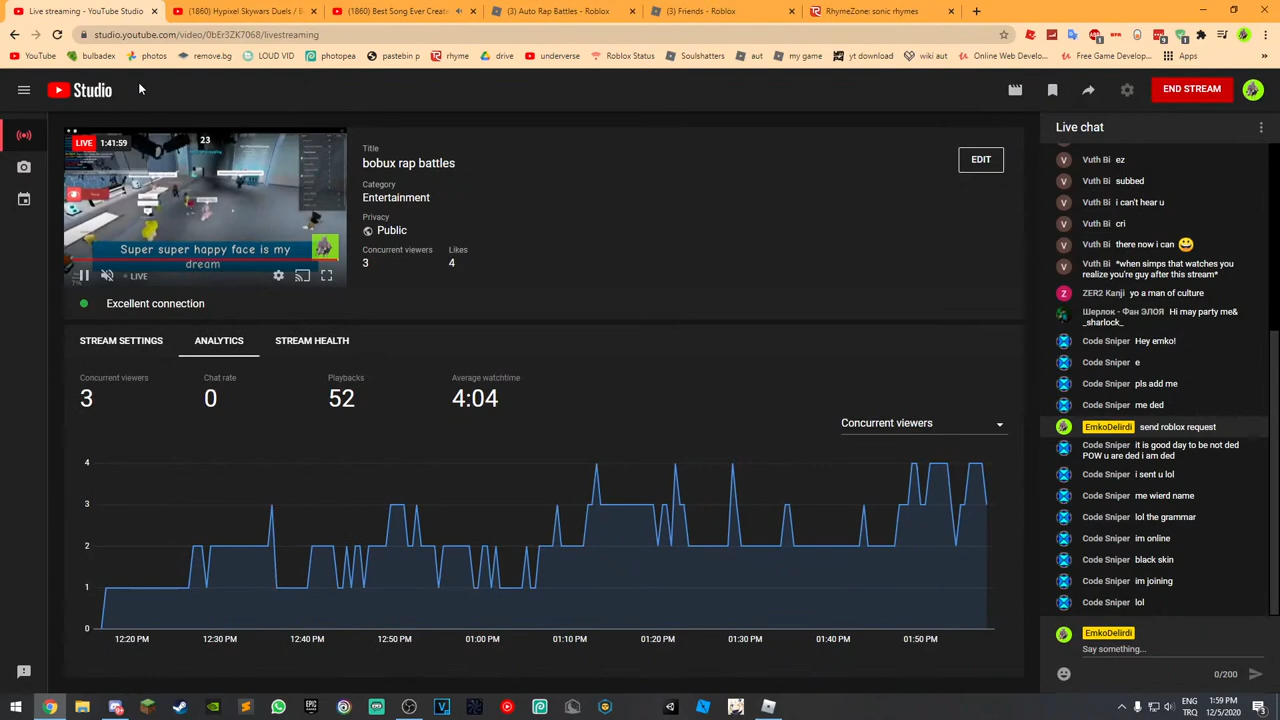 Live streaming - YouTube Studio
(1860) Hypixel Skywars Duels /
(1860) Best Song Ever Create
(3) Auto Rap Battles - Roblox
(3) Friends - Roblox
RhymeZone: sonic rhymes
studio.youtube.com/video/0bEr3ZK7068/livestreaming
YouTube
bulbadex
photos
remove.bg
LOUD VID
photopea
pastebin p
rhyme
drive
underverse
Roblox Status
Soulshatters
aut
my game
yt download
wiki aut
Online Web Develop...
Free Game Develop...
Apps
Studio
END STREAM
LIVE
1:41:59
23
Super super happy face is my
dream
LIVE
Title
bobux rap battles
Category
Entertainment
Privacy
Public
Concurrent viewers
Likes
3
4
EDIT
Excellent connection
STREAM SETTINGS
ANALYTICS
STREAM HEALTH
Concurrent viewers
Chat rate
Playbacks
Average watchtime
3
0
52
4:04
Concurrent viewers
4
3
2
1
0
12:20 PM
12:30 PM
12:40 PM
12:50 PM
01:00 PM
01:10 PM
01:20 PM
01:30 PM
01:40 PM
01:50 PM
Live chat
Vuth Bi ez
Vuth Bi subbed
Vuth Bi i can't hear u
Vuth Bi cri
Vuth Bi there now i can 😀
Vuth Bi *when simps that watches you
realize you're guy after this stream*
ZER2 Kanji yo a man of culture
Шерлок - Фан ЭЛОЯ Hi may party me&
_sharlock_
Code Sniper Hey emko!
Code Sniper e
Code Sniper pls add me
Code Sniper me ded
EmkoDelirdi send roblox request
Code Sniper it is good day to be not ded
POW u are ded i am ded
Code Sniper i sent u lol
Code Sniper me wierd name
Code Sniper lol the grammar
Code Sniper im online
Code Sniper black skin
Code Sniper im joining
Code Sniper lol
EmkoDelirdi
Say something...
0/200
ENG
TRQ
1:59 PM
12/5/2020